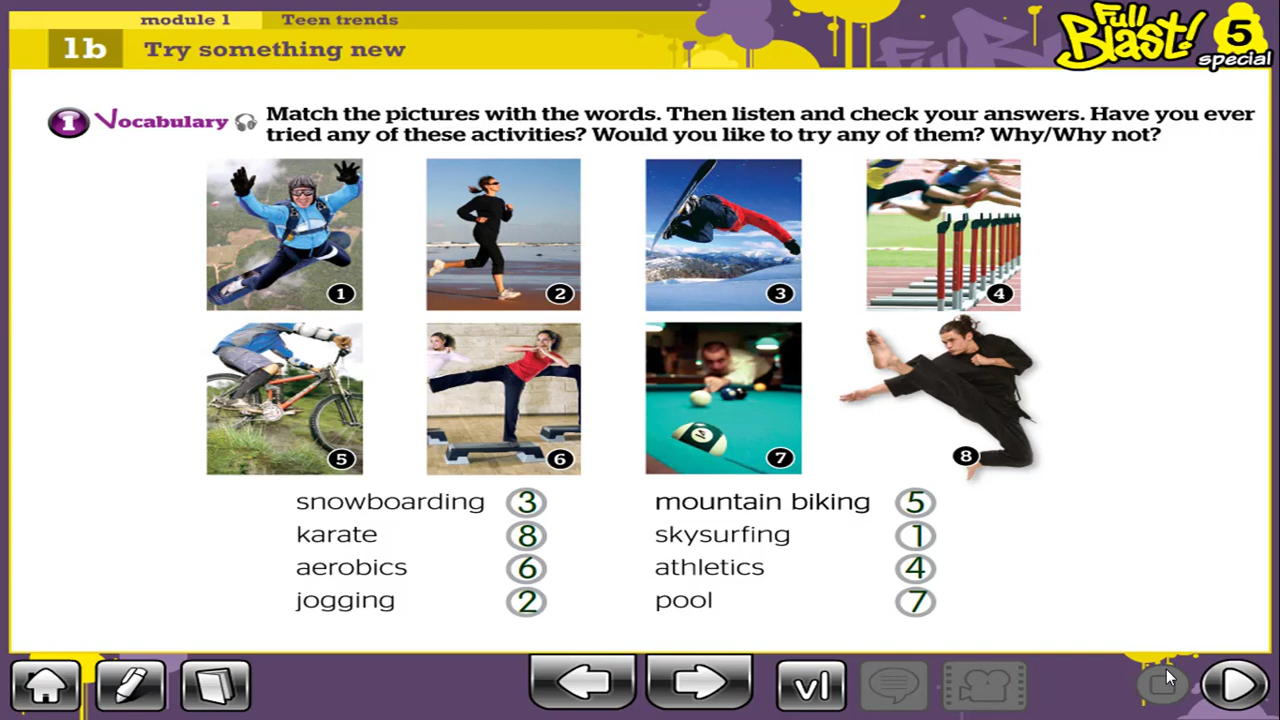 module 1 Teen trends
1b Try something new
Full
Blast! 5
special
1 Vocabulary Match the pictures with the words. Then listen and check your answers. Have you ever
tried any of these activities? Would you like to try any of them? Why/Why not?
1 2 3 4
5 6 7 8
snowboarding 3 mountain biking 5
karate 8 skysurfing 1
aerobics 6 athletics 4
jogging 2 pool 7
vl